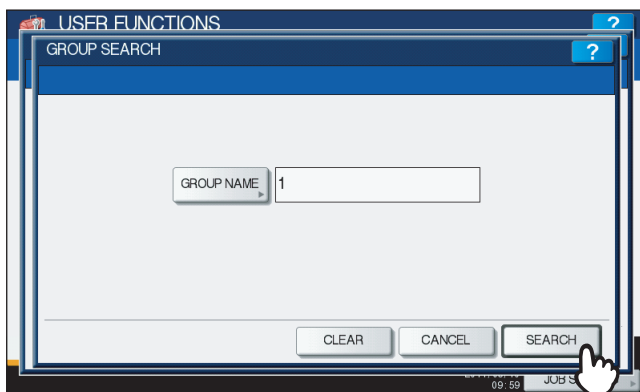 USER FUNCTIONS
?
GROUP SEARCH
?
GROUP NAME
1
CLEAR
CANCEL
SEARCH
09:59
JOB